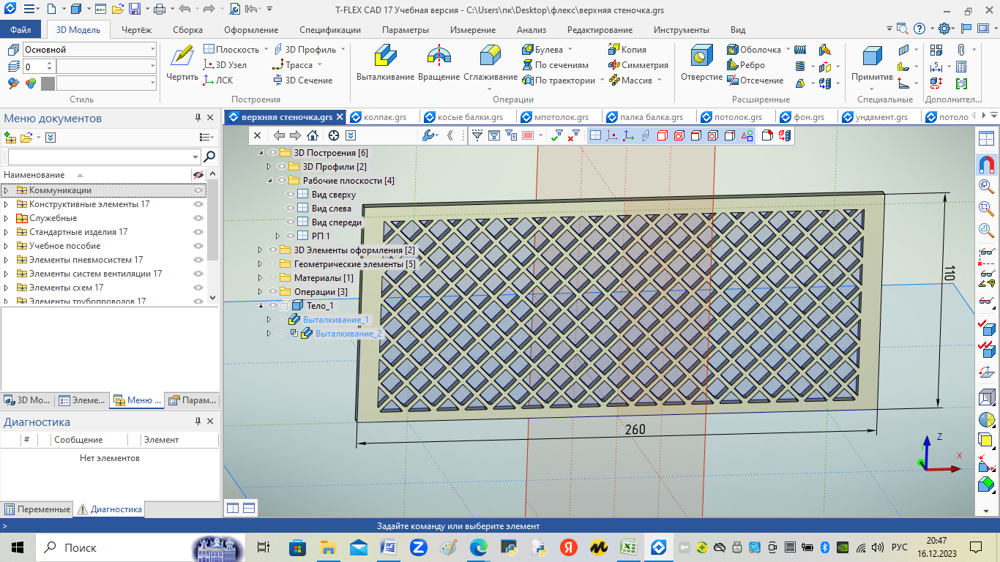 T-FLEX CAD 17 Учебная версия - C:\Users\пк\Desktop\флекс\верхняя стеночка.grs
Файл 3D Модель Чертёж Сборка Оформление Спецификации Параметры Измерение Анализ Редактирование Инструменты Вид
Основной
0
Стиль
Чертить
Плоскость
3D Профиль
3D Узел
Трасса
ЛСК
3D Сечение
Построения
Выталкивание
Вращение
Сглаживание
Булева
По сечениям
По траектории
Копия
Симметрия
Массив
Операции
Отверстие
Оболочка
Ребро
Отсечение
Расширенные
Примитив
Специальные
Дополнител...
Меню документов
Наименование
Коммуникации
Конструктивные элементы 17
Служебные
Стандартные изделия 17
Учебное пособие
Элементы пневмосистем 17
Элементы систем вентиляции 17
Элементы схем 17
Элементы трубопроводов 17
3D Мо... Элеме... Меню ... Парам...
Диагностика
# Сообщение Элемент
Нет элементов
Переменные Диагностика
верхняя стеночка.grs колпак.grs косые балки.grs мпотолок.grs палка балка.grs потолок.grs фон.grs ундамент.grs потоло
3D Построения [6]
3D Профили [2]
Рабочие плоскости [4]
Вид сверху
Вид слева
Вид спереди
РП 1
3D Элементы оформления [2]
Геометрические элементы [5]
Материалы [1]
Операции [3]
Тело_1
Выталкивание_1
Выталкивание_2
110
260
Z
X
> Задайте команду или выберите элемент
Поиск
РУС
20:47
16.12.2023